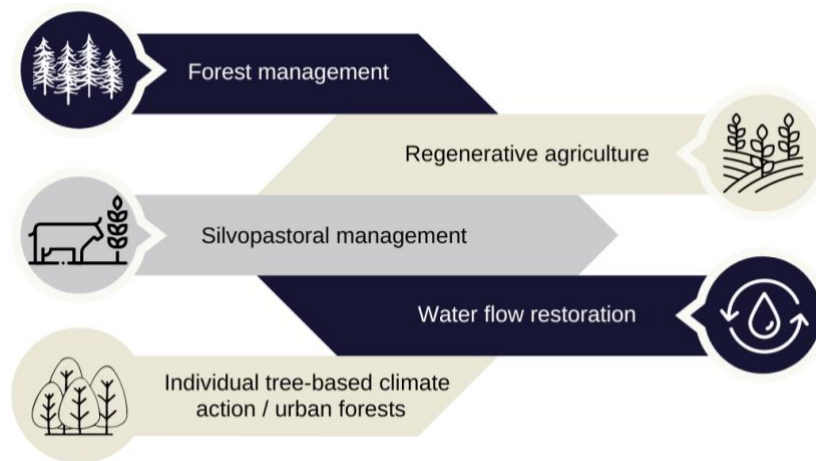 Forest management
Regenerative agriculture
Silvopastoral management
Water flow restoration
Individual tree-based climate
action / urban forests